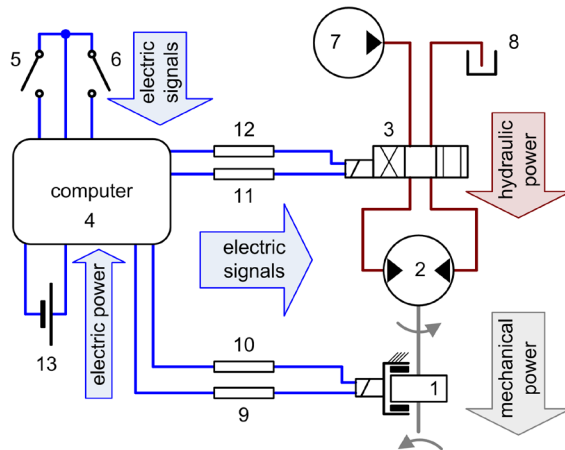 5
6
electric
signals
7
8
12
3
computer
4
11
hydraulic
power
electric
signals
2
electric power
13
10
9
1
mechanical
power